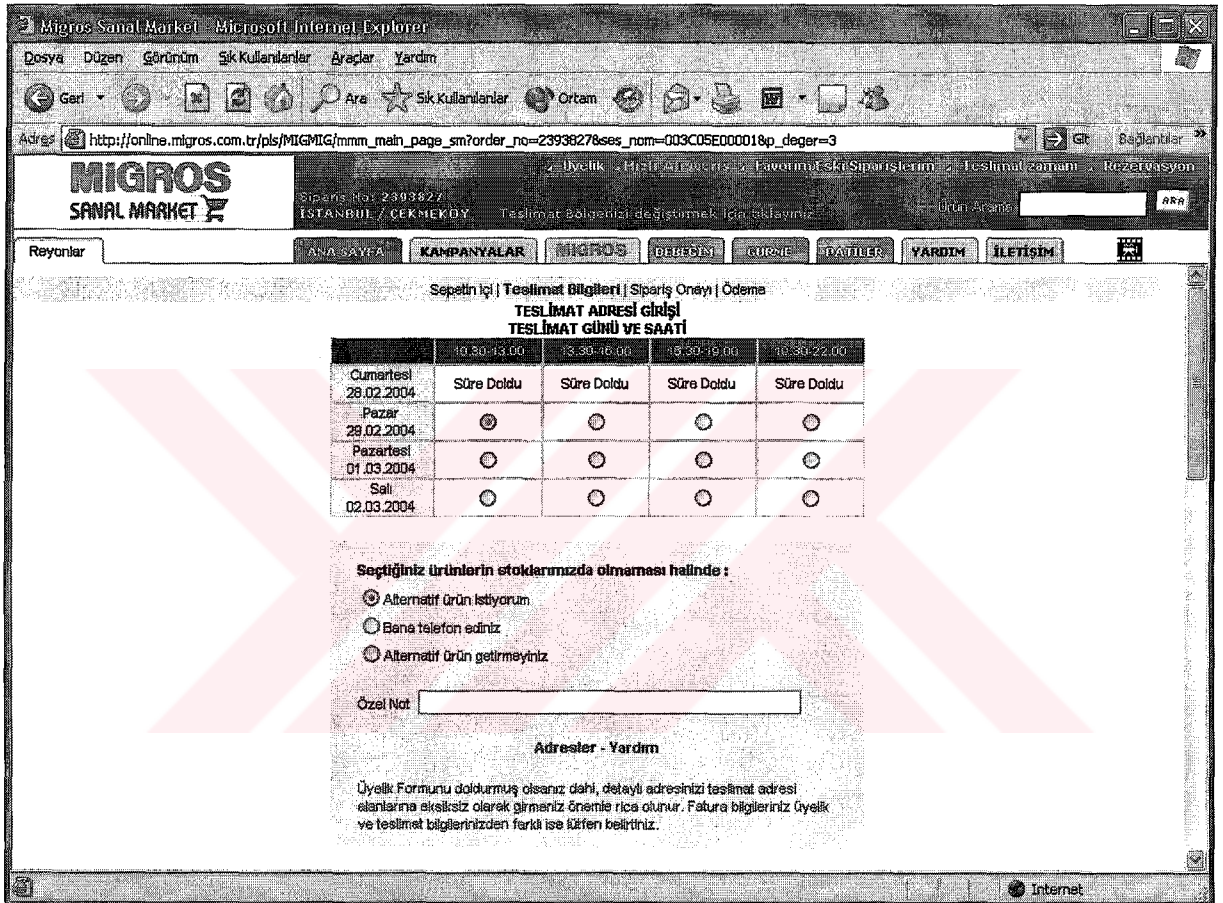 Migros Sanal Market - Microsoft Internet Explorer
Dosya Düzen Görünüm Sık Kullanılanlar Araçlar Yardım
Geri Ara Sık Kullanılanlar Ortam
Adres http://online.migros.com.tr/pls/MIGMIG/mmm_main_page_sm?order_no=2393827&ses_nom=003C05E000018&p_deger=3 Git Bağlantılar »
MIGROS
SANAL MARKET
Üyelik Favorim/Eski Siparişlerim Teslimat zamanı Rezervasyon
Sipariş No: 2393827
İSTANBUL / ÇEKMEKÖY Teslimat Bölgenizi değiştirmek için tıklayınız
Ürün Arama ARA
Reyonlar ANA SAYFA KAMPANYALAR MIGROS BEBEĞİM GURME PATİLER YARDIM İLETİŞİM
Sepetin İçi | Teslimat Bilgileri | Sipariş Onayı | Ödeme
TESLİMAT ADRESİ GİRİŞİ
TESLİMAT GÜNÜ VE SAATİ
10.30-13.00 13.30-16.00 16.30-19.00 19.30-22.00
Cumartesi
28.02.2004
Süre Doldu Süre Doldu Süre Doldu Süre Doldu
Pazar
29.02.2004
Pazartesi
01.03.2004
Salı
02.03.2004
Seçtiğiniz ürünlerin stoklarımızda olmaması halinde :
Alternatif ürün istiyorum
Bana telefon ediniz
Alternatif ürün getirmeyiniz
Özel Not
Adresler - Yardım
Üyelik Formunu doldurmuş olsanız dahi, detaylı adresinizi teslimat adresi
alanlarına eksiksiz olarak girmeniz önemle rica olunur. Fatura bilgileriniz üyelik
ve teslimat bilgilerinizden farklı ise lütfen belirtiniz.
Internet